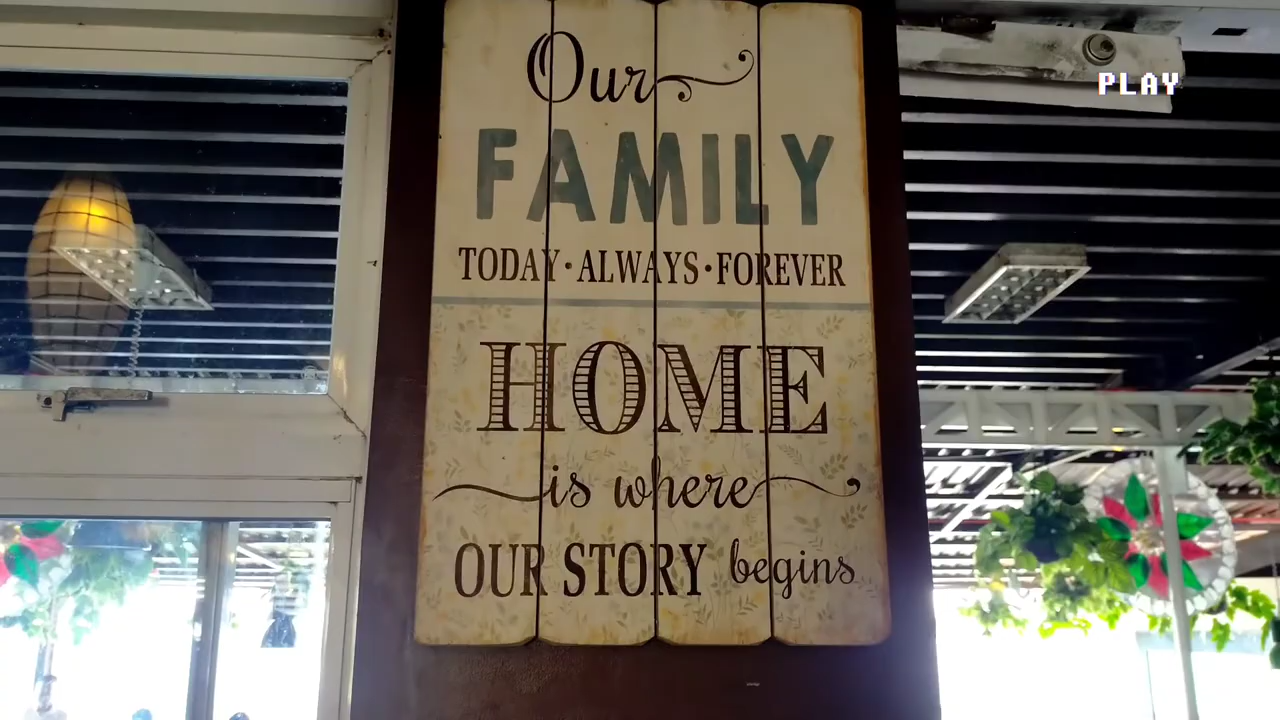 Our
FAMILY
TODAY·ALWAYS·FOREVER
HOME
is where
OUR STORY begins
PLAY